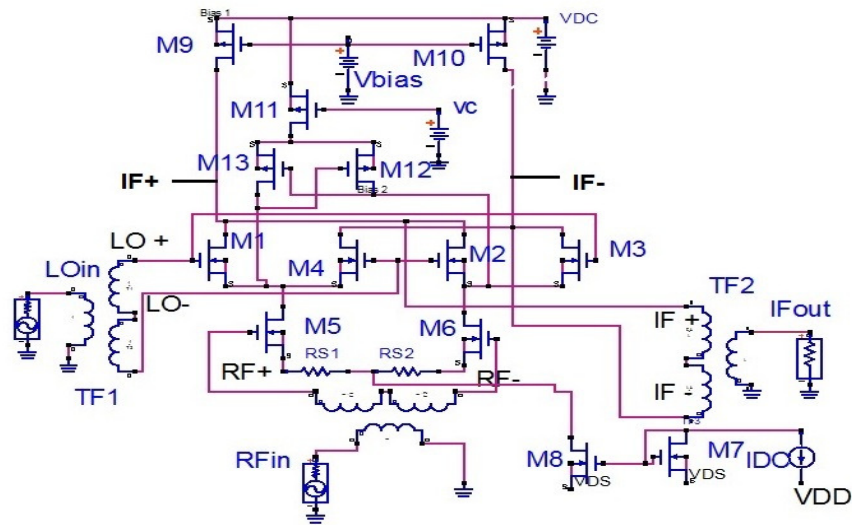 Bias 1
VDC
M9
M10
Vbias
M11
vc
M13
M12
Bias 2
IF+
IF-
LO +
M1
M4
M2
M3
LOin
LO-
TF2
M5
M6
IF +
IFout
RS1
RS2
RF+
RF-
TF1
IF -
RFin
M8
VDS
M7
VDS
IDC
VDD